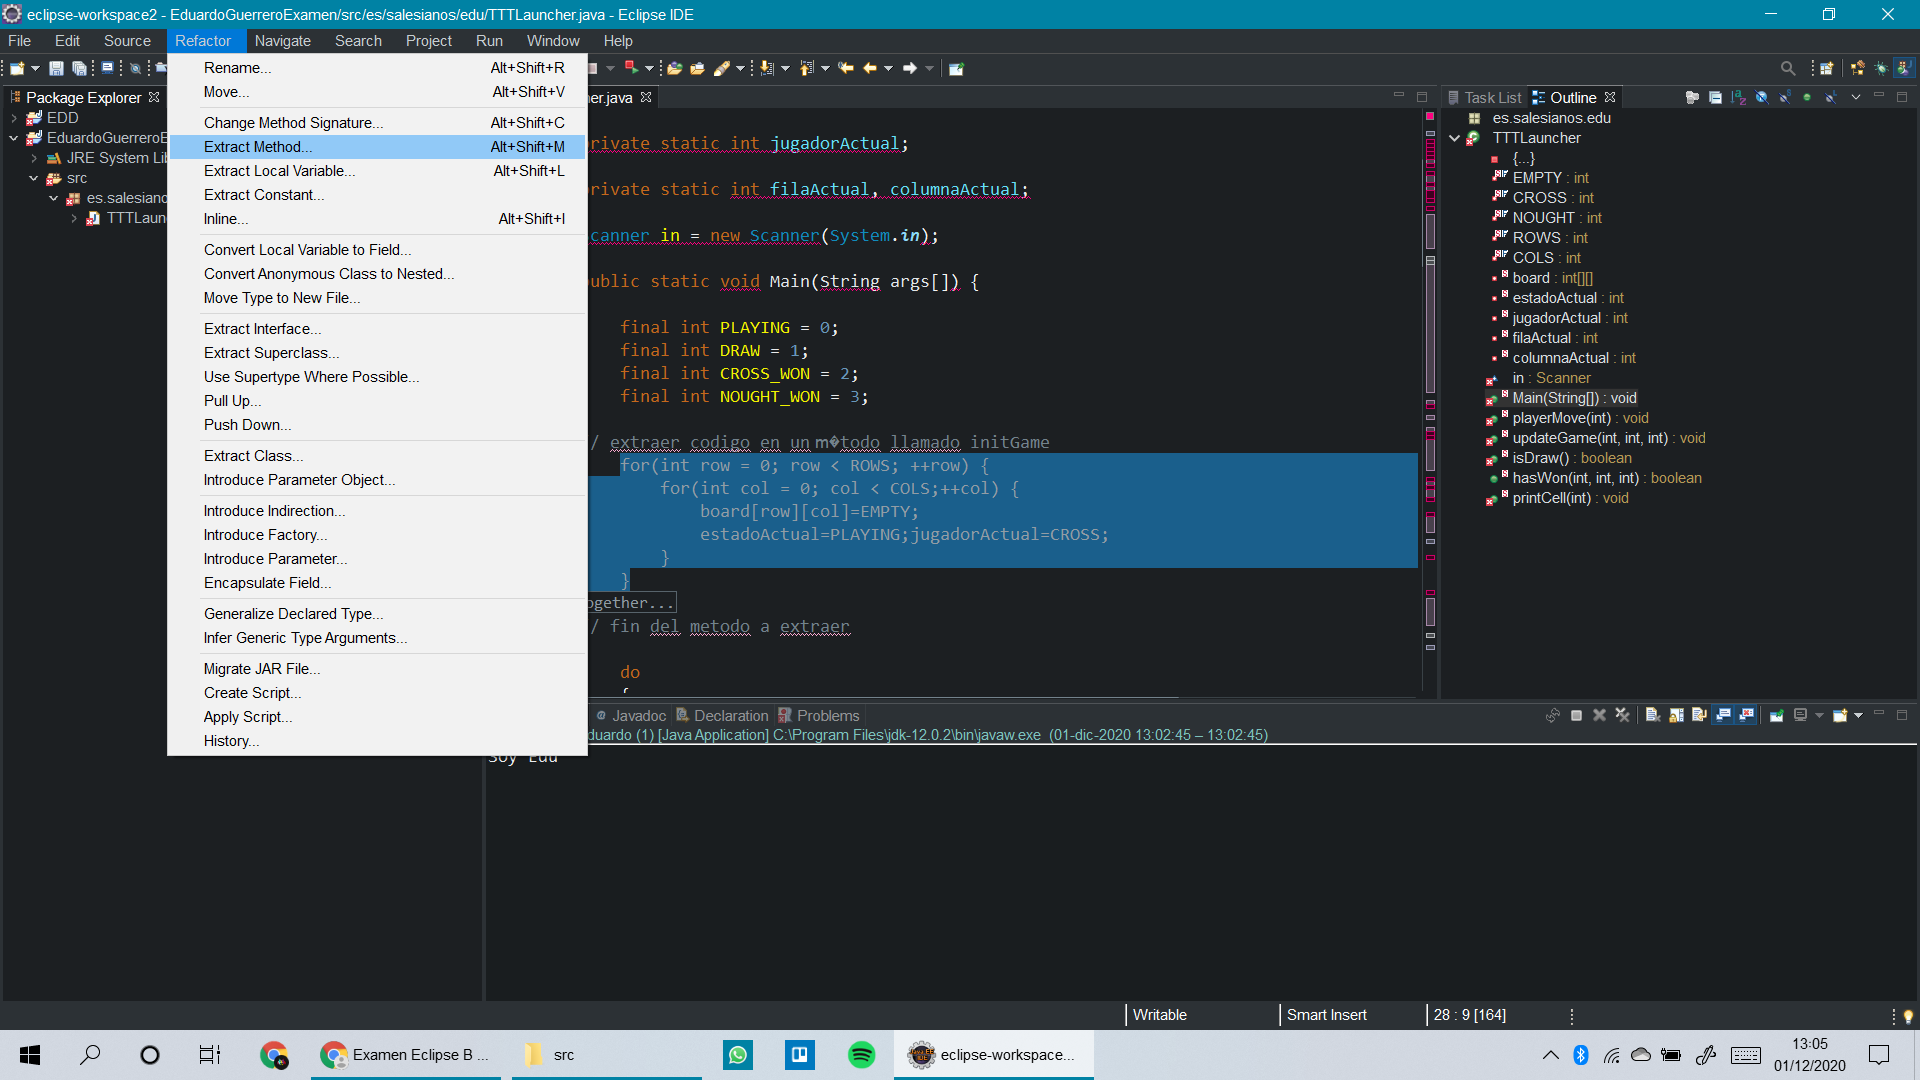 eclipse-workspace2 - EduardoGuerreroExamen/src/es/salesianos/edu/TTTLauncher.java - Eclipse IDE
File Edit Source Refactor Navigate Search Project Run Window Help
Rename... Alt+Shift+R
Move... Alt+Shift+V
Change Method Signature... Alt+Shift+C
Extract Method... Alt+Shift+M
Extract Local Variable... Alt+Shift+L
Extract Constant...
Inline... Alt+Shift+I
Convert Local Variable to Field...
Convert Anonymous Class to Nested...
Move Type to New File...
Extract Interface...
Extract Superclass...
Use Supertype Where Possible...
Pull Up...
Push Down...
Extract Class...
Introduce Parameter Object...
Introduce Indirection...
Introduce Factory...
Introduce Parameter...
Encapsulate Field...
Generalize Declared Type...
Infer Generic Type Arguments...
Migrate JAR File...
Create Script...
Apply Script...
History...
Package Explorer
EDD
EduardoGuerreroE
JRE System Lib
src
es.salesiano
TTTLaun
er.java
rivate static int jugadorActual;
rivate static int filaActual, columnaActual;
canner in = new Scanner(System.in);
ublic static void Main(String args[]) {
final int PLAYING = 0;
final int DRAW = 1;
final int CROSS_WON = 2;
final int NOUGHT_WON = 3;
/ extraer codigo en un m�todo llamado initGame
for(int row = 0; row < ROWS; ++row) {
for(int col = 0; col < COLS;++col) {
board[row][col]=EMPTY;
estadoActual=PLAYING;jugadorActual=CROSS;
}
}
ogether...
/ fin del metodo a extraer
do
{
Task List Outline
es.salesianos.edu
TTTLauncher
{...}
EMPTY : int
CROSS : int
NOUGHT : int
ROWS : int
COLS : int
board : int[][]
estadoActual : int
jugadorActual : int
filaActual : int
columnaActual : int
in : Scanner
Main(String[]) : void
playerMove(int) : void
updateGame(int, int, int) : void
isDraw() : boolean
hasWon(int, int, int) : boolean
printCell(int) : void
@ Javadoc Declaration Problems
duardo (1) [Java Application] C:\Program Files\jdk-12.0.2\bin\javaw.exe (01-dic-2020 13:02:45 – 13:02:45)
Soy Edu
Writable Smart Insert 28 : 9 [164]
Examen Eclipse B ... src eclipse-workspace...
13:05
01/12/2020